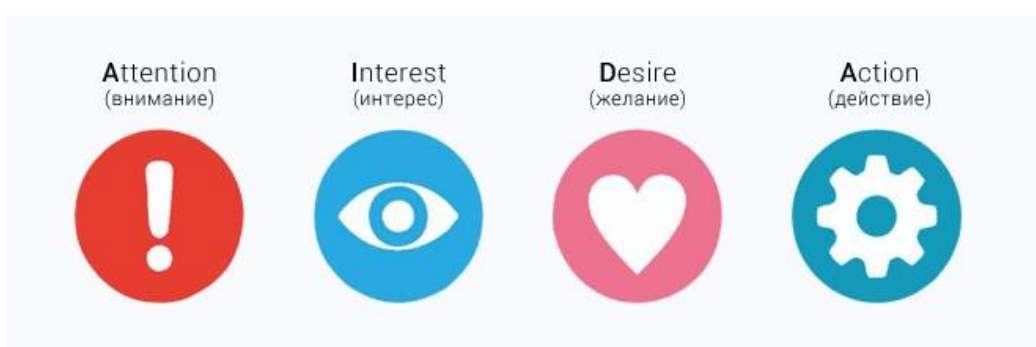 Attention
(внимание)
Interest
(интерес)
Desire
(желание)
Action
(действие)